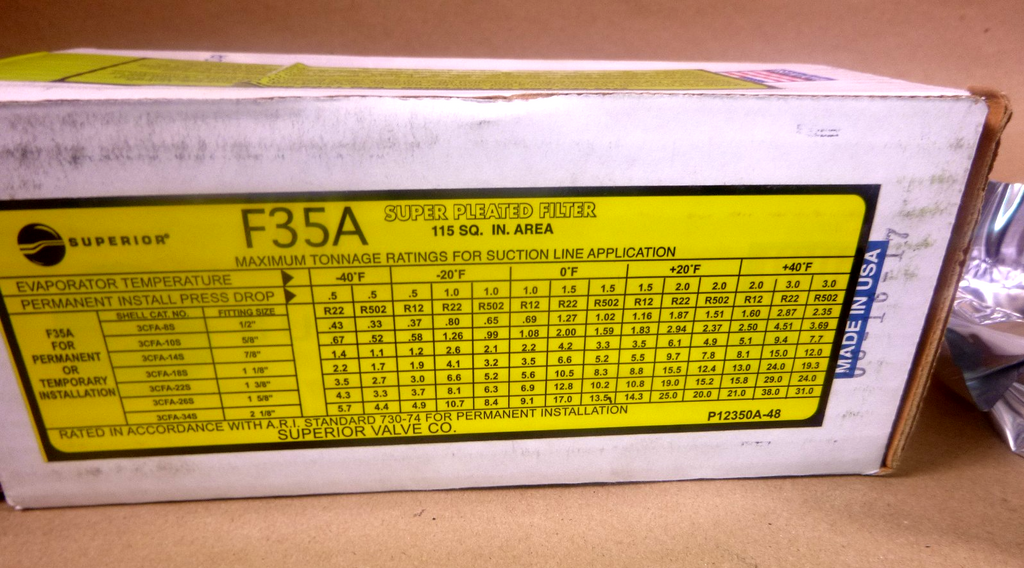 SUPERIOR®
F35A
SUPER PLEATED FILTER
115 SQ. IN. AREA
MAXIMUM TONNAGE RATINGS FOR SUCTION LINE APPLICATION
EVAPORATOR TEMPERATURE -40°F -20°F 0°F +20°F +40°F
PERMANENT INSTALL PRESS DROP .5 .5 .5 1.0 1.0 1.0 1.5 1.5 1.5 2.0 2.0 2.0 3.0 3.0
F35A
FOR
PERMANENT
or
TEMPORARY
INSTALLATION
SHELL CAT. NO. FITTING SIZE R22 R502 R12 R22 R502 R12 R22 R502 R12 R22 R502 R12 R22 R502
3CFA-8S 1/2" .43 .33 .37 .80 .65 .69 1.27 1.02 1.16 1.87 1.51 1.60 2.87 2.35
3CFA-10S 5/8" .67 .52 .58 1.26 .99 1.08 2.00 1.59 1.83 2.94 2.37 2.50 4.51 3.69
3CFA-14S 7/8" 1.4 1.1 1.2 2.6 2.1 2.2 4.2 3.3 3.5 6.1 4.9 5.1 9.4 7.7
3CFA-18S 1 1/8" 2.2 1.7 1.9 4.1 3.2 3.5 6.6 5.2 5.5 9.7 7.8 8.1 15.0 12.0
3CFA-22S 1 3/8" 3.5 2.7 3.0 6.6 5.2 5.6 10.5 8.3 8.8 15.5 12.4 13.0 24.0 19.3
3CFA-26S 1 5/8" 4.3 3.3 3.7 8.1 6.3 6.9 12.8 10.2 10.8 19.0 15.2 15.8 29.0 24.0
3CFA-34S 2 1/8" 5.7 4.4 4.9 10.7 8.4 9.1 17.0 13.5 14.3 25.0 20.0 21.0 38.0 31.0
RATED IN ACCORDANCE WITH A.R.I. STANDARD 730-74 FOR PERMANENT INSTALLATION
SUPERIOR VALVE CO.
P12350A-48
MADE IN USA